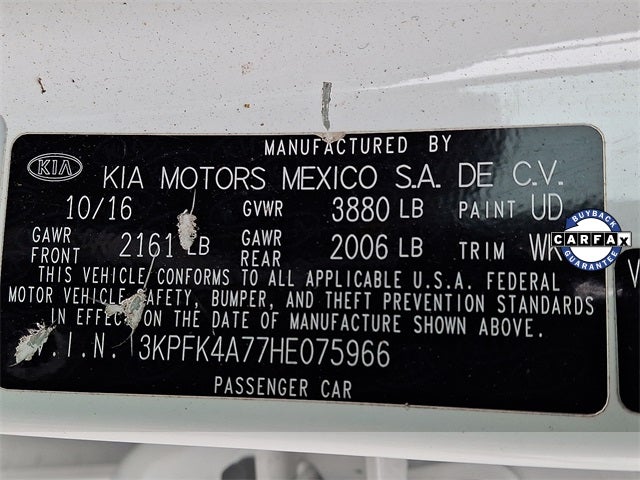 MANUFACTURED BY
KIA KIA MOTORS MEXICO S.A. DE C.V.
10/16 GVWR 3880 LB PAINT UD
GAWR FRONT 2161 LB GAWR REAR 2006 LB TRIM WK
THIS VEHICLE CONFORMS TO ALL APPLICABLE U.S.A. FEDERAL
MOTOR VEHICLE SAFETY, BUMPER, AND THEFT PREVENTION STANDARDS
IN EFFECT ON THE DATE OF MANUFACTURE SHOWN ABOVE.
V.I.N. 3KPFK4A77HE075966
PASSENGER CAR
BUYBACK
CARFAX
GUARANTEE